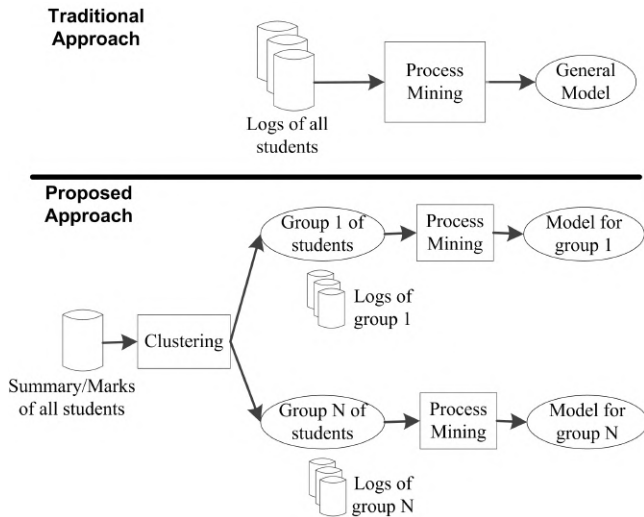 Traditional
Approach
Process
Mining
General
Model
Logs of all
students
Proposed
Approach
Group 1 of
students
Process
Mining
Model for
group 1
Logs of
group 1
Clustering
Summary/Marks
of all students
Group N of
students
Process
Mining
Model for
group N
Logs of
group N